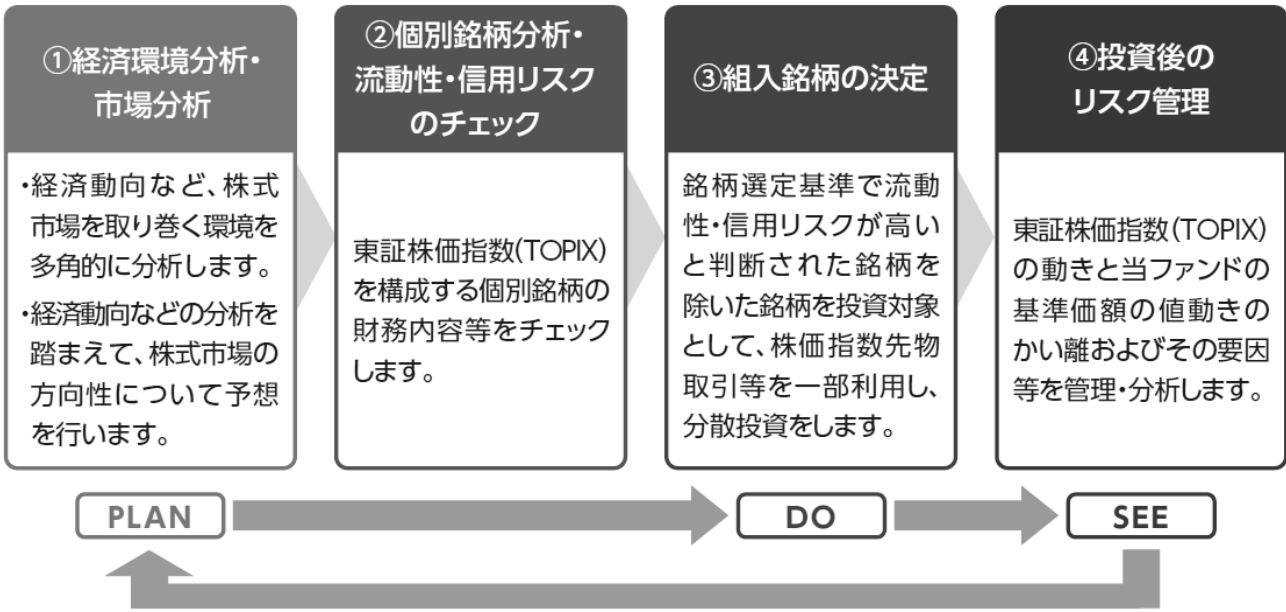 ①経済環境分析・
市場分析
・経済動向など、株式
市場を取り巻く環境を
多角的に分析します。
・経済動向などの分析を
踏まえて、株式市場の
方向性について予想
を行います。
②個別銘柄分析・
流動性・信用リスク
のチェック
東証株価指数(TOPIX)
を構成する個別銘柄の
財務内容等をチェック
します。
③組入銘柄の決定
銘柄選定基準で流動
性・信用リスクが高い
と判断された銘柄を
除いた銘柄を投資対象
として、株価指数先物
取引等を一部利用し、
分散投資をします。
④投資後の
リスク管理
東証株価指数(TOPIX)
の動きと当ファンドの
基準価額の値動きの
かい離およびその要因
等を管理・分析します。
PLAN
DO
SEE